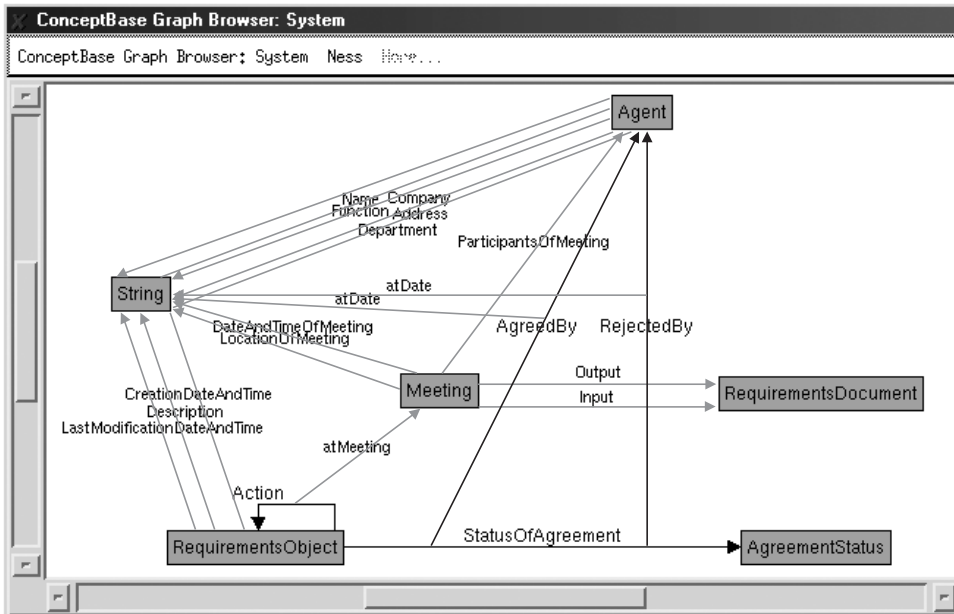 ConceptBase Graph Browser: System
ConceptBase Graph Browser: System Ness More...
Agent
Name Company
Function Address
Department
ParticipantsOfMeeting
String
atDate
atDate
AgreedBy RejectedBy
DateAndTimeOfMeeting
LocationOfMeeting
Output
Meeting
RequirementsDocument
Input
CreationDateAndTime
Description
LastModificationDateAndTime
atMeeting
Action
StatusOfAgreement
RequirementsObject
AgreementStatus